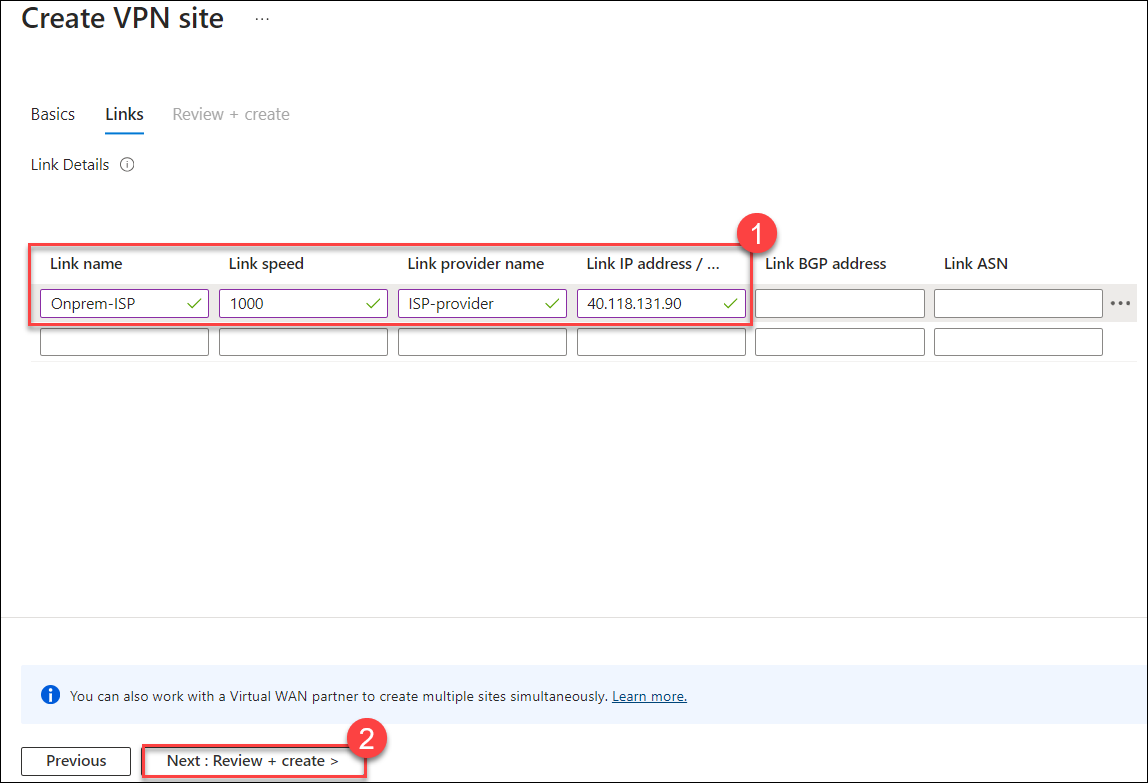 Create VPN site ...
Basics Links Review + create
Link Details
1
Link name Link speed Link provider name Link IP address / ... Link BGP address Link ASN
Onprem-ISP 1000 ISP-provider 40.118.131.90
You can also work with a Virtual WAN partner to create multiple sites simultaneously. Learn more.
2
Previous Next : Review + create >